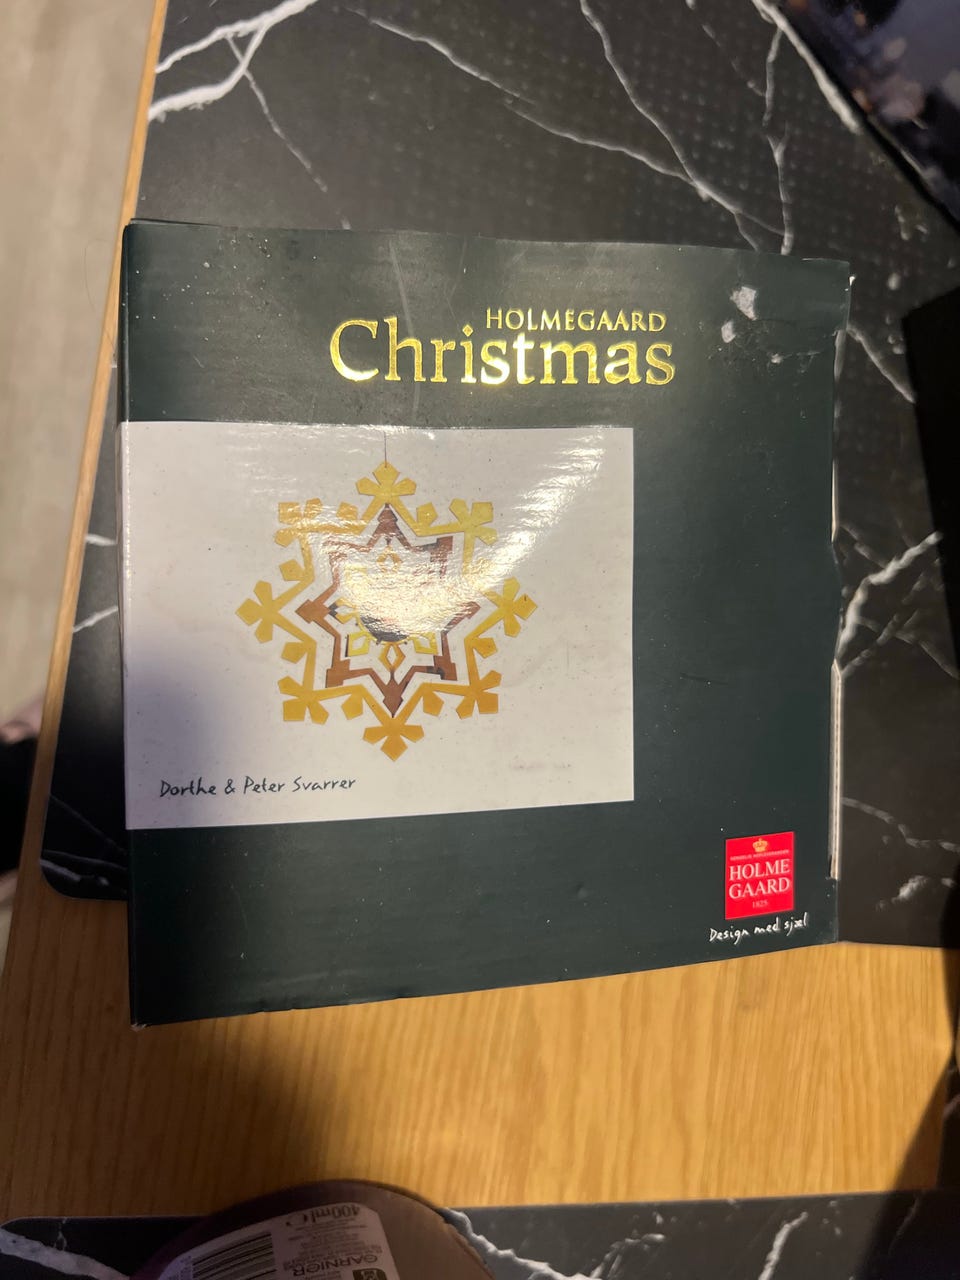 HOLMEGAARD
Christmas
Dorthe & Peter Svarrer
HOLME
GAARD
1825
Design med sjæl
400ml
GARNIER